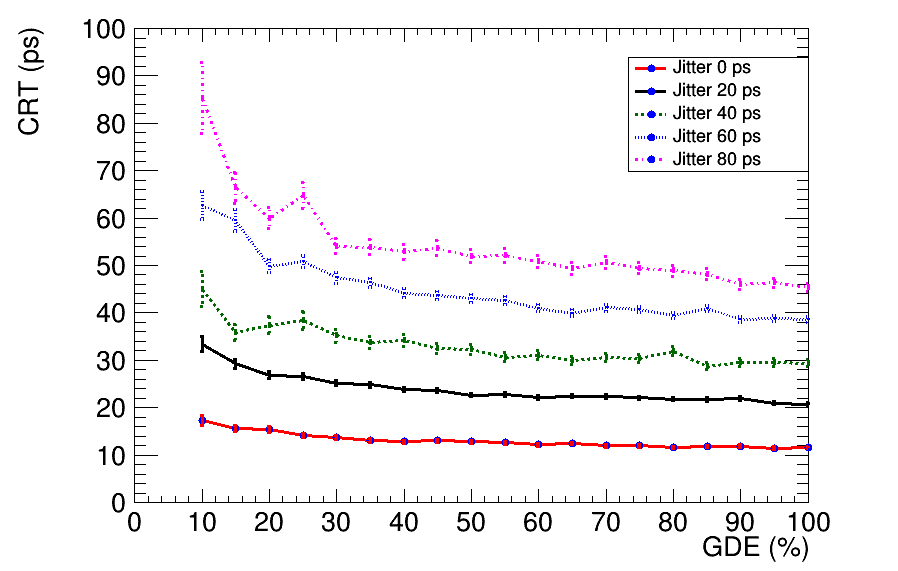 CRT (ps)
100
90
80
70
60
50
40
30
20
10
0
Jitter 0 ps
Jitter 20 ps
Jitter 40 ps
Jitter 60 ps
Jitter 80 ps
0 10 20 30 40 50 60 70 80 90 100
GDE (%)